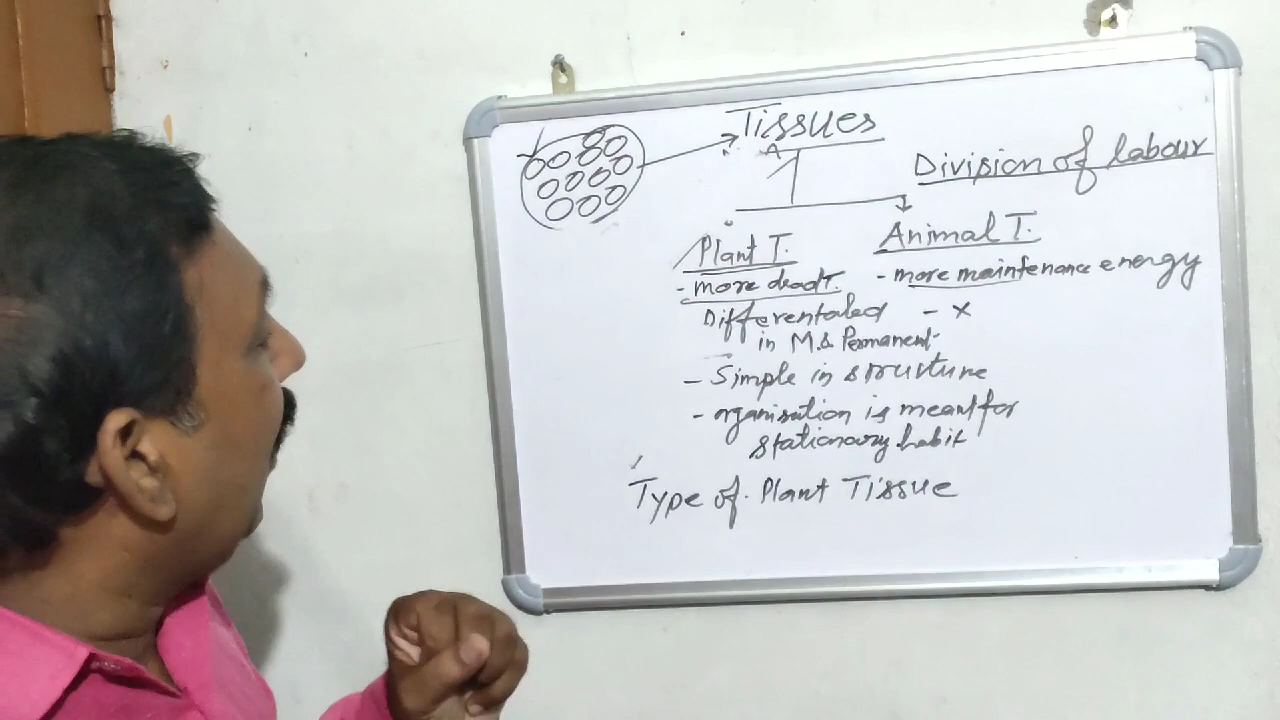 Tissues
Division of labour
Plant T.
Animal T.
- more dead T.
- more maintenance energy
Differentaled
- x
in M.& Permanent
- Simple in structure
- organisation is meant for
stationary habit
Type of. Plant Tissue